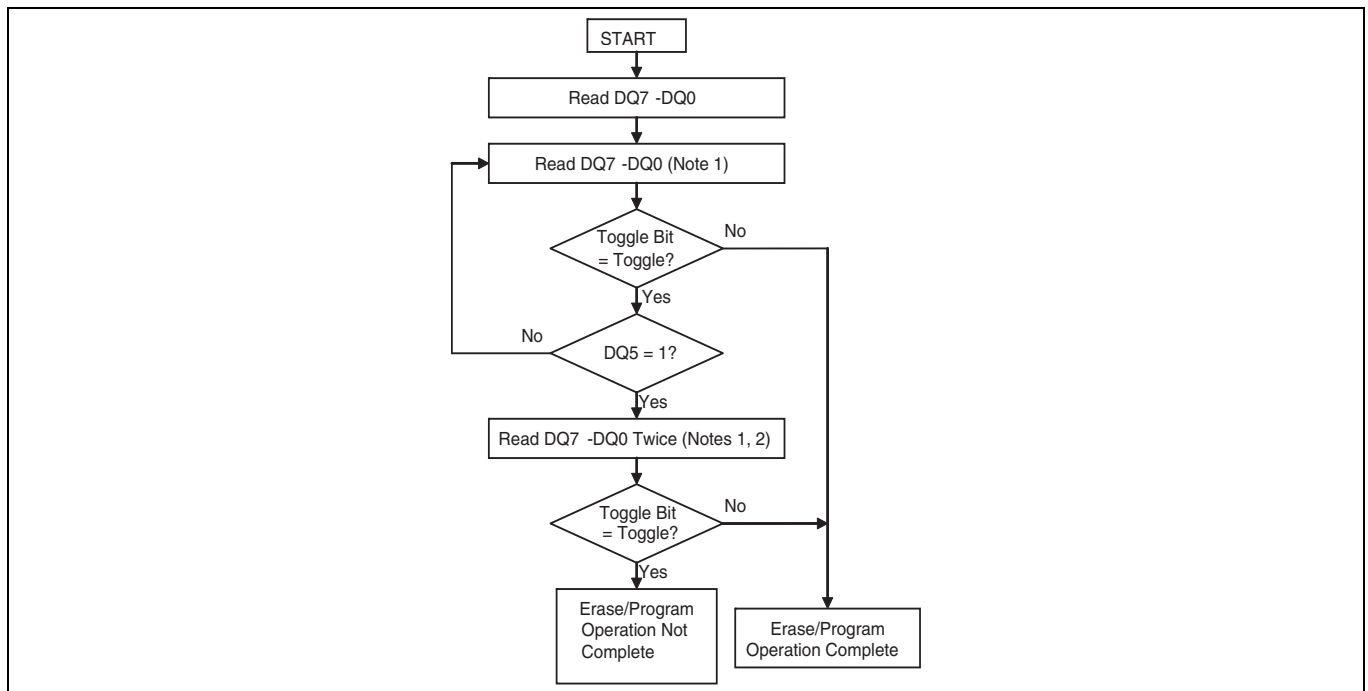 START
Read DQ7 -DQ0
Read DQ7 -DQ0 (Note 1)
Toggle Bit
= Toggle?
No
Yes
DQ5 = 1?
No
Yes
Read DQ7 -DQ0 Twice (Notes 1, 2)
Toggle Bit
= Toggle?
No
Yes
Erase/Program
Operation Not
Complete
Erase/Program
Operation Complete